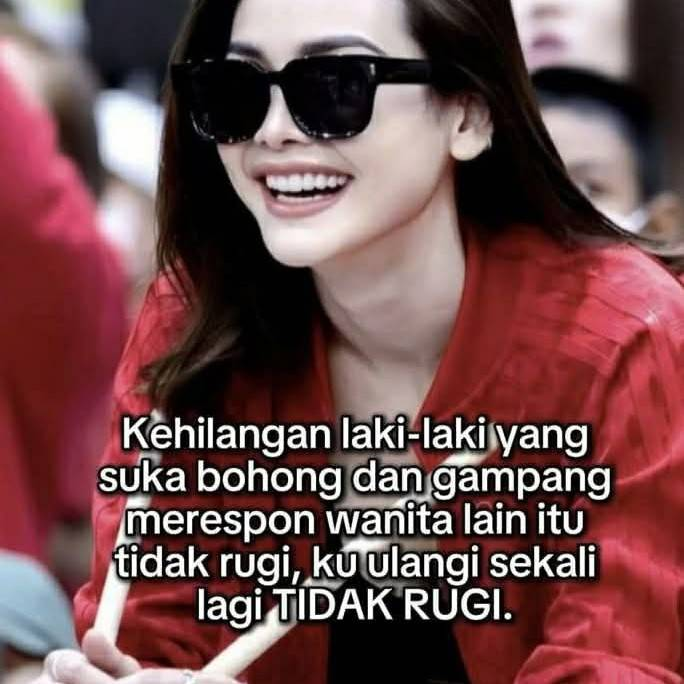 Kehilangan laki-laki yang
suka bohong dan gampang
merespon wanita lain itu
tidak rugi, ku ulangi sekali
lagi TIDAK RUGI.